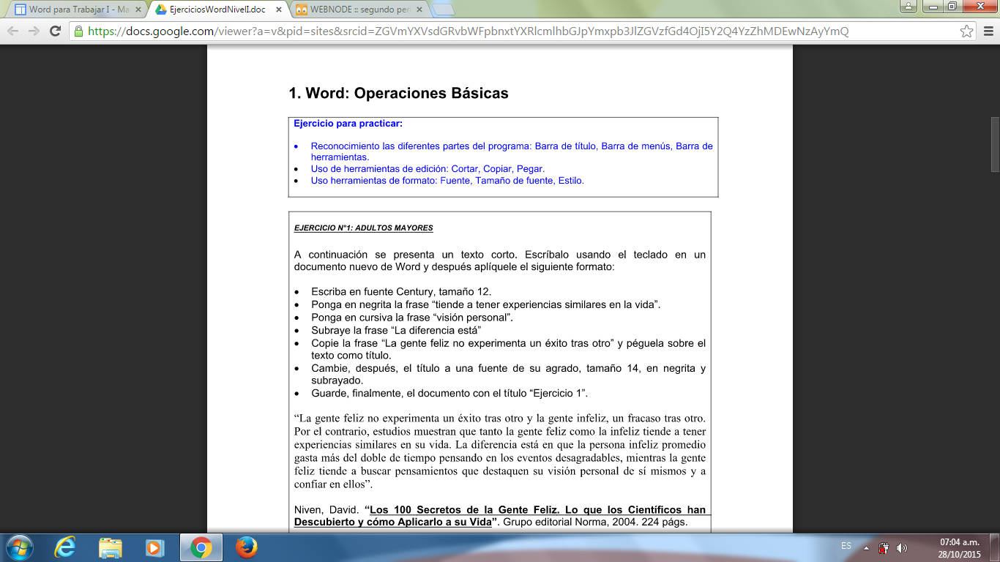 Word para Trabajar I - Ma
EjerciciosWordNivelI.doc
WEBNODE :: segundo per
https://docs.google.com/viewer?a=v&pid=sites&srcid=ZGVmYXVsdGRvbWFpbnxtYXRlcmlhbGJpYmxpb3JlZGVzfGd4OjI5Y2Q4YzZhMDEwNzAyYmQ
1. Word: Operaciones Básicas
Ejercicio para practicar:
• Reconocimiento las diferentes partes del programa: Barra de título, Barra de menús, Barra de
herramientas.
• Uso de herramientas de edición: Cortar, Copiar, Pegar.
• Uso herramientas de formato: Fuente, Tamaño de fuente, Estilo.
EJERCICIO N°1: ADULTOS MAYORES
A continuación se presenta un texto corto. Escríbalo usando el teclado en un
documento nuevo de Word y después aplíquele el siguiente formato:
• Escriba en fuente Century, tamaño 12.
• Ponga en negrita la frase “tiende a tener experiencias similares en la vida”.
• Ponga en cursiva la frase “visión personal”.
• Subraye la frase “La diferencia está”
• Copie la frase “La gente feliz no experimenta un éxito tras otro” y péguela sobre el
texto como título.
• Cambie, después, el título a una fuente de su agrado, tamaño 14, en negrita y
subrayado.
• Guarde, finalmente, el documento con el título “Ejercicio 1”.
“La gente feliz no experimenta un éxito tras otro y la gente infeliz, un fracaso tras otro.
Por el contrario, estudios muestran que tanto la gente feliz como la infeliz tiende a tener
experiencias similares en su vida. La diferencia está en que la persona infeliz promedio
gasta más del doble de tiempo pensando en los eventos desagradables, mientras la gente
feliz tiende a buscar pensamientos que destaquen su visión personal de sí mismos y a
confiar en ellos”.
Niven, David. “Los 100 Secretos de la Gente Feliz. Lo que los Científicos han
Descubierto y cómo Aplicarlo a su Vida”. Grupo editorial Norma, 2004. 224 págs.
ES
07:04 a.m.
28/10/2015